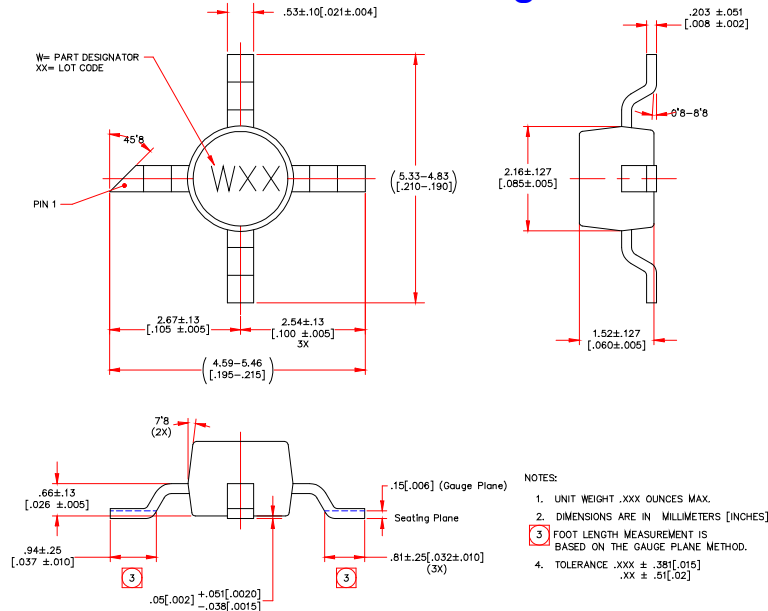 .53±.10[.021±.004]
.203 ±.051
[.008 ±.002]
W= PART DESIGNATOR
XX= LOT CODE
45°8
0°8-8°8
WXX
(5.33-4.83)
[.210-.190]
2.16±.127
[.085±.005]
PIN 1
2.67±.13
[.105 ±.005]
2.54±.13
[.100 ±.005]
3X
1.52±.127
[.060±.005]
(4.59-5.46)
[.195-.215]
7°8
(2X)
.66±.13
[.026 ±.005]
.15[.006] (Gauge Plane)
Seating Plane
.94±.25
[.037 ±.010]
.81±.25[.032±.010]
(3X)
3
3
.05[.002] +.051[.0020]
-.038[.0015]
NOTES:
1. UNIT WEIGHT .XXX OUNCES MAX.
2. DIMENSIONS ARE IN MILLIMETERS [INCHES]
3 FOOT LENGTH MEASUREMENT IS
BASED ON THE GAUGE PLANE METHOD.
4. TOLERANCE .XXX ± .381[.015]
.XX ± .51[.02]